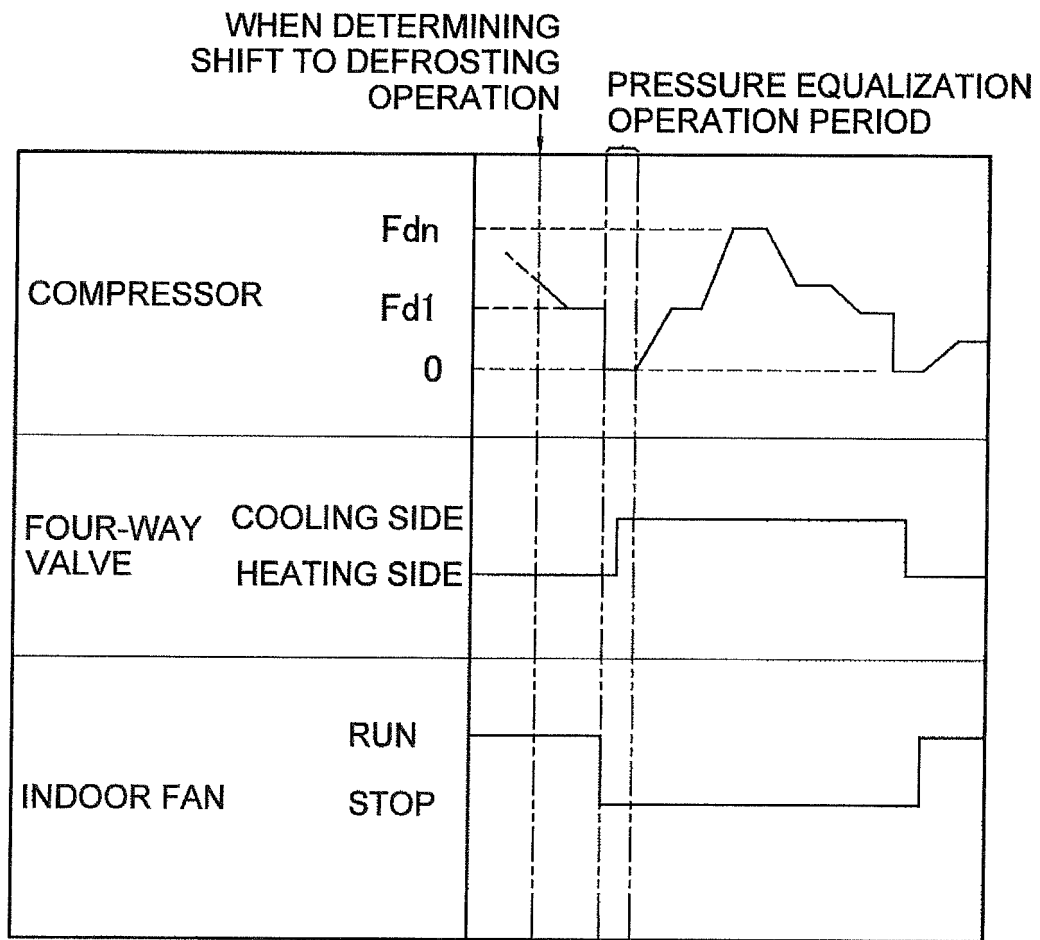 WHEN DETERMINING
SHIFT TO DEFROSTING
OPERATION
PRESSURE EQUALIZATION
OPERATION PERIOD
COMPRESSOR
Fdn
Fd1
0
FOUR-WAY
VALVE
COOLING SIDE
HEATING SIDE
INDOOR FAN
RUN
STOP